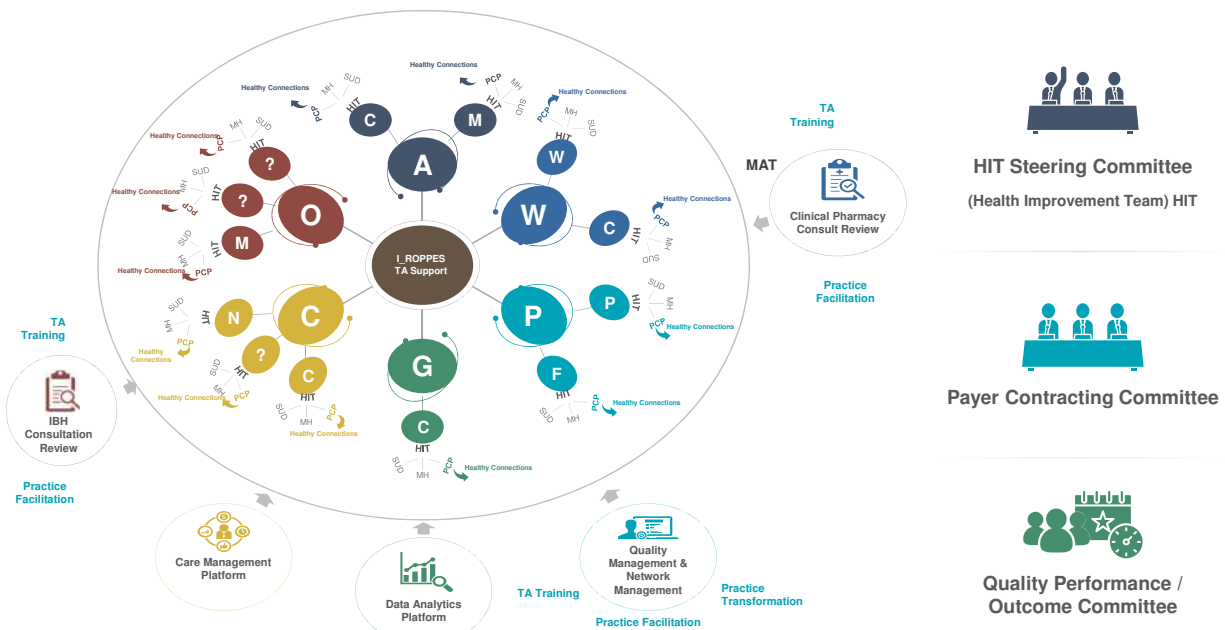 Healthy Connections
PCP
MH
SUD
HIT
M
Healthy Connections
PCP
MH
SUD
HIT
C
A
Healthy Connections
PCP
MH
SUD
HIT
W
W
Healthy Connections
PCP
MH
SUD
HIT
C
Healthy Connections
PCP
MH
SUD
HIT
?
O
Healthy Connections
PCP
MH
SUD
HIT
?
Healthy Connections
PCP
MH
SUD
HIT
M
I_ROPPES
TA Support
P
P
HIT
SUD
MH
PCP
Healthy Connections
F
HIT
SUD
MH
PCP
Healthy Connections
C
N
HIT
SUD
MH
PCP
Healthy
Connections
?
HIT
SUD
MH
PCP
Healthy Connections
C
HIT
SUD
MH
PCP
Healthy Connections
G
C
HIT
SUD
MH
PCP
Healthy Connections
TA
Training
MAT
Clinical Pharmacy
Consult Review
Practice
Facilitation
TA
Training
IBH
Consultation
Review
Practice
Facilitation
Care Management
Platform
Data Analytics
Platform
TA Training
Quality
Management &
Network
Management
Practice
Transformation
Practice Facilitation
HIT Steering Committee
(Health Improvement Team) HIT
Payer Contracting Committee
Quality Performance /
Outcome Committee